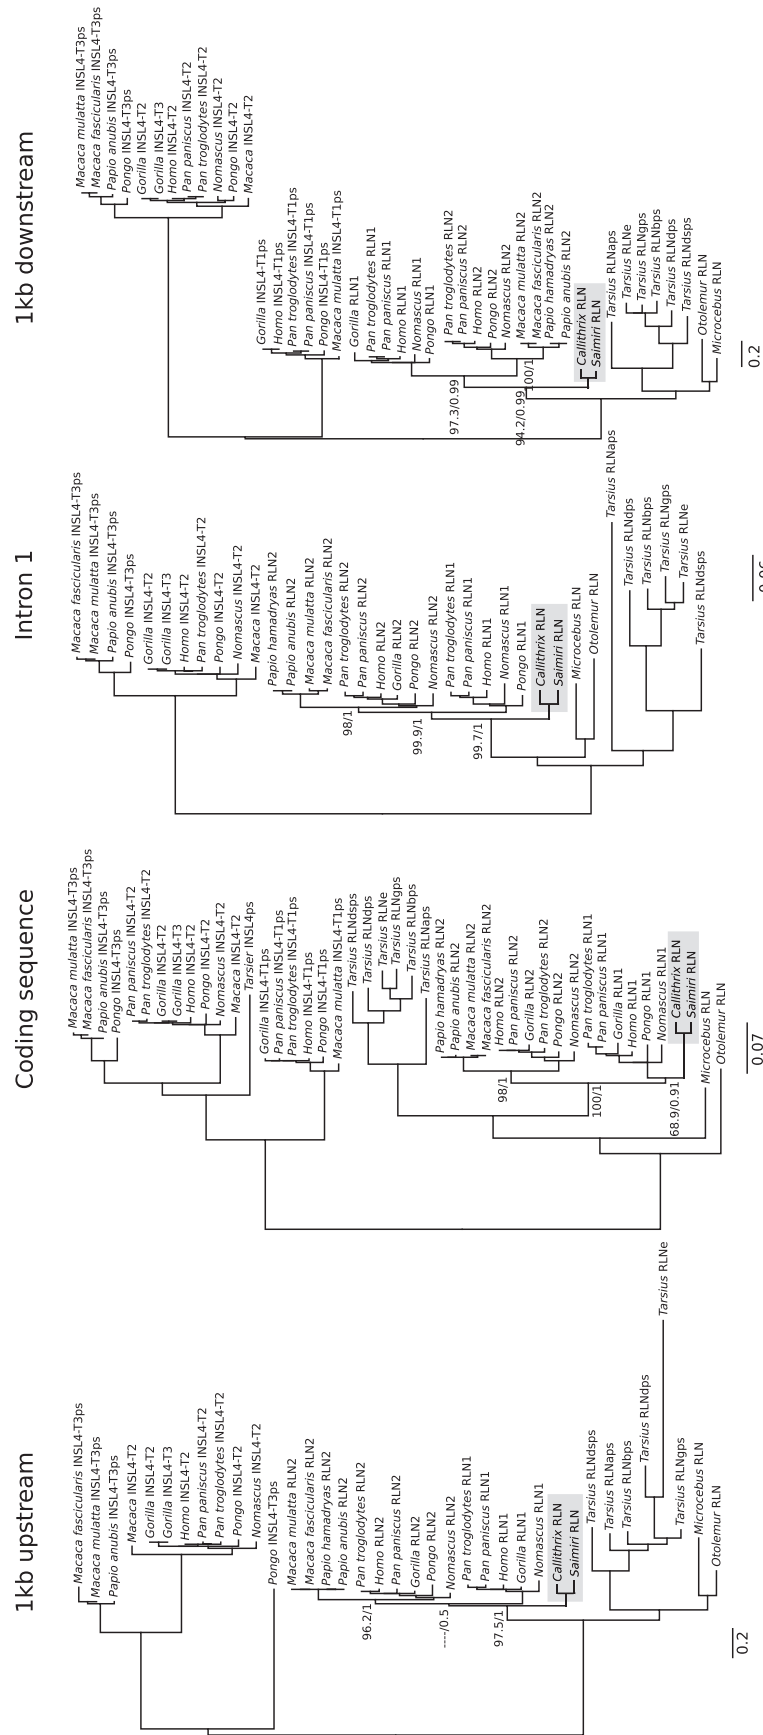 1kb upstream
Macaca fascicularis INSL4-T3ps
Macaca mulatta INSL4-T3ps
Papio anubis INSL4-T3ps
Macaca INSL4-T2
Gorilla INSL4-T2
Gorilla INSL4-T3
Homo INSL4-T2
Pan paniscus INSL4-T2
Pan troglodytes INSL4-T2
Pongo INSL4-T2
Nomascus INSL4-T2
Pongo INSL4-T3ps
Macaca mulatta RLN2
Macaca fascicularis RLN2
Papio hamadryas RLN2
Papio anubis RLN2
Pan troglodytes RLN2
96.2/1
Homo RLN2
Pan paniscus RLN2
Gorilla RLN2
Pongo RLN2
----/0.5
Nomascus RLN2
Pan troglodytes RLN1
Pan paniscus RLN1
97.5/1
Homo RLN1
Gorilla RLN1
Nomascus RLN1
Callithrix RLN
Saimiri RLN
Tarsius RLNdsps
Tarsius RLNaps
Tarsius RLNbps
Tarsius RLNdps
Tarsius RLNe
Tarsius RLNgps
Microcebus RLN
Otolemur RLN
0.2
Coding sequence
Macaca mulatta INSL4-T3ps
Macaca fascicularis INSL4-T3ps
Papio anubis INSL4-T3ps
Pongo INSL4-T3ps
Pan paniscus INSL4-T2
Pan troglodytes INSL4-T2
Gorilla INSL4-T2
Gorilla INSL4-T3
Homo INSL4-T2
Pongo INSL4-T2
Nomascus INSL4-T2
Macaca INSL4-T2
Tarsier INSL4ps
Gorilla INSL4-T1ps
Pan paniscus INSL4-T1ps
Pan troglodytes INSL4-T1ps
Homo INSL4-T1ps
Pongo INSL4-T1ps
Macaca mulatta INSL4-T1ps
Tarsius RLNdsps
Tarsius RLNdps
Tarsius RLNe
Tarsius RLNgps
Tarsius RLNbps
Tarsius RLNaps
Papio hamadryas RLN2
Papio anubis RLN2
Macaca mulatta RLN2
Macaca fascicularis RLN2
Homo RLN2
98/1
Pan paniscus RLN2
Gorilla RLN2
Pan troglodytes RLN2
Pongo RLN2
Nomascus RLN2
Pan troglodytes RLN1
100/1
Pan paniscus RLN1
Gorilla RLN1
Homo RLN1
Pongo RLN1
Nomascus RLN1
68.9/0.91
Callithrix RLN
Saimiri RLN
Microcebus RLN
Otolemur RLN
0.07
Intron 1
Macaca fascicularis INSL4-T3ps
Macaca mulatta INSL4-T3ps
Papio anubis INSL4-T3ps
Pongo INSL4-T3ps
Gorilla INSL4-T2
Gorilla INSL4-T3
Homo INSL4-T2
Pan troglodytes INSL4-T2
Pongo INSL4-T2
Nomascus INSL4-T2
Macaca INSL4-T2
Papio hamadryas RLN2
Papio anubis RLN2
Macaca mulatta RLN2
Macaca fascicularis RLN2
Pan troglodytes RLN2
98/1
Pan paniscus RLN2
Homo RLN2
Gorilla RLN2
Pongo RLN2
99.9/1
Nomascus RLN2
Pan troglodytes RLN1
Pan paniscus RLN1
99.7/1
Homo RLN1
Nomascus RLN1
Pongo RLN1
Callithrix RLN
Saimiri RLN
Microcebus RLN
Otolemur RLN
Tarsius RLNaps
Tarsius RLNdps
Tarsius RLNbps
Tarsius RLNgps
Tarsius RLNe
Tarsius RLNdsps
1kb downstream
Macaca mulatta INSL4-T3ps
Macaca fascicularis INSL4-T3ps
Papio anubis INSL4-T3ps
Pongo INSL4-T3ps
Gorilla INSL4-T2
Gorilla INSL4-T3
Homo INSL4-T2
Pan paniscus INSL4-T2
Pan troglodytes INSL4-T2
Nomascus INSL4-T2
Pongo INSL4-T2
Macaca INSL4-T2
Gorilla INSL4-T1ps
Homo INSL4-T1ps
Pan troglodytes INSL4-T1ps
Pan paniscus INSL4-T1ps
Pongo INSL4-T1ps
Macaca mulatta INSL4-T1ps
Gorilla RLN1
Pan troglodytes RLN1
Pan paniscus RLN1
Homo RLN1
Nomascus RLN1
Pongo RLN1
Pan troglodytes RLN2
97.3/0.99
Pan paniscus RLN2
Homo RLN2
Pongo RLN2
Nomascus RLN2
94.2/0.99
Macaca mulatta RLN2
100/1
Macaca fascicularis RLN2
Papio hamadryas RLN2
Papio anubis RLN2
Callithrix RLN
Saimiri RLN
Tarsius RLNaps
Tarsius RLNe
Tarsius RLNgps
Tarsius RLNbps
Tarsius RLNdps
Tarsius RLNdsps
Otolemur RLN
Microcebus RLN
0.2